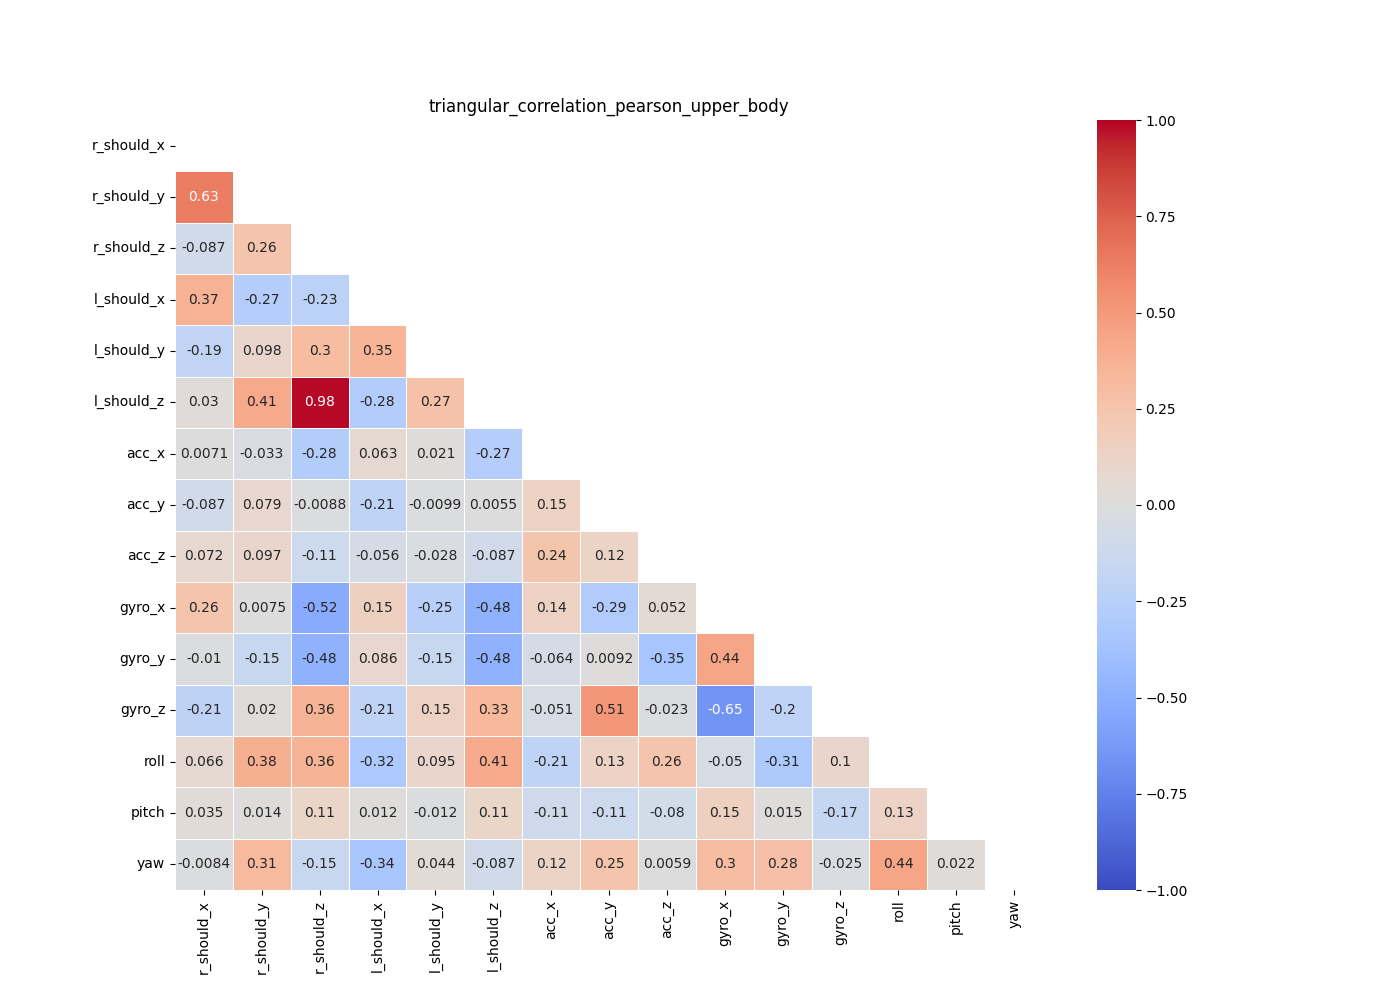 triangular_correlation_pearson_upper_body
1.00
r_should_x
r_should_y 0.63
0.75
r_should_z -0.087 0.26
l_should_x 0.37 -0.27 -0.23
0.50
l_should_y -0.19 0.098 0.3 0.35
l_should_z 0.03 0.41 0.98 -0.28 0.27
0.25
acc_x 0.0071 -0.033 -0.28 0.063 0.021 -0.27
acc_y -0.087 0.079 -0.0088 -0.21 -0.0099 0.0055 0.15
0.00
acc_z 0.072 0.097 -0.11 -0.056 -0.028 -0.087 0.24 0.12
gyro_x 0.26 0.0075 -0.52 0.15 -0.25 -0.48 0.14 -0.29 0.052
−0.25
gyro_y -0.01 -0.15 -0.48 0.086 -0.15 -0.48 -0.064 0.0092 -0.35 0.44
−0.50
gyro_z -0.21 0.02 0.36 -0.21 0.15 0.33 -0.051 0.51 -0.023 -0.65 -0.2
roll 0.066 0.38 0.36 -0.32 0.095 0.41 -0.21 0.13 0.26 -0.05 -0.31 0.1
−0.75
pitch 0.035 0.014 0.11 0.012 -0.012 0.11 -0.11 -0.11 -0.08 0.15 0.015 -0.17 0.13
yaw -0.0084 0.31 -0.15 -0.34 0.044 -0.087 0.12 0.25 0.0059 0.3 0.28 -0.025 0.44 0.022
−1.00
r_should_x r_should_y r_should_z l_should_x l_should_y l_should_z acc_x acc_y acc_z gyro_x gyro_y gyro_z roll pitch yaw